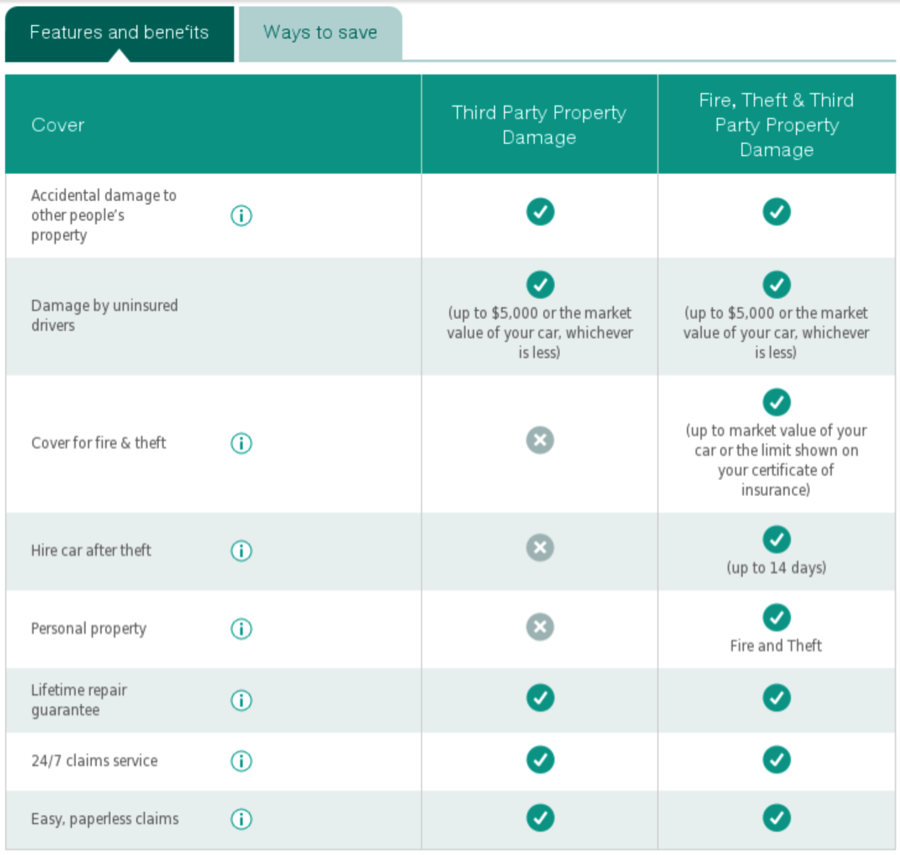 Features and bene‘its
Ways to save
Cover
Third Party Property
Damage
Fire, Theft & Third
Party Property
Damage
Accidental damage to
other people's
property
Damage by uninsured
drivers
(up to $5,000 or the market
value of your car, whichever
is less)
(up to $5,000 or the market
value of your car, whichever
is less)
Cover for fire & theft
(up to market value of your
car or the limit shown on
your certificate of
insurance)
Hire car after theft
(up to 14 days)
Personal property
Fire and Theft
Lifetime repair
guarantee
24/7 claims service
Easy, paperless claims